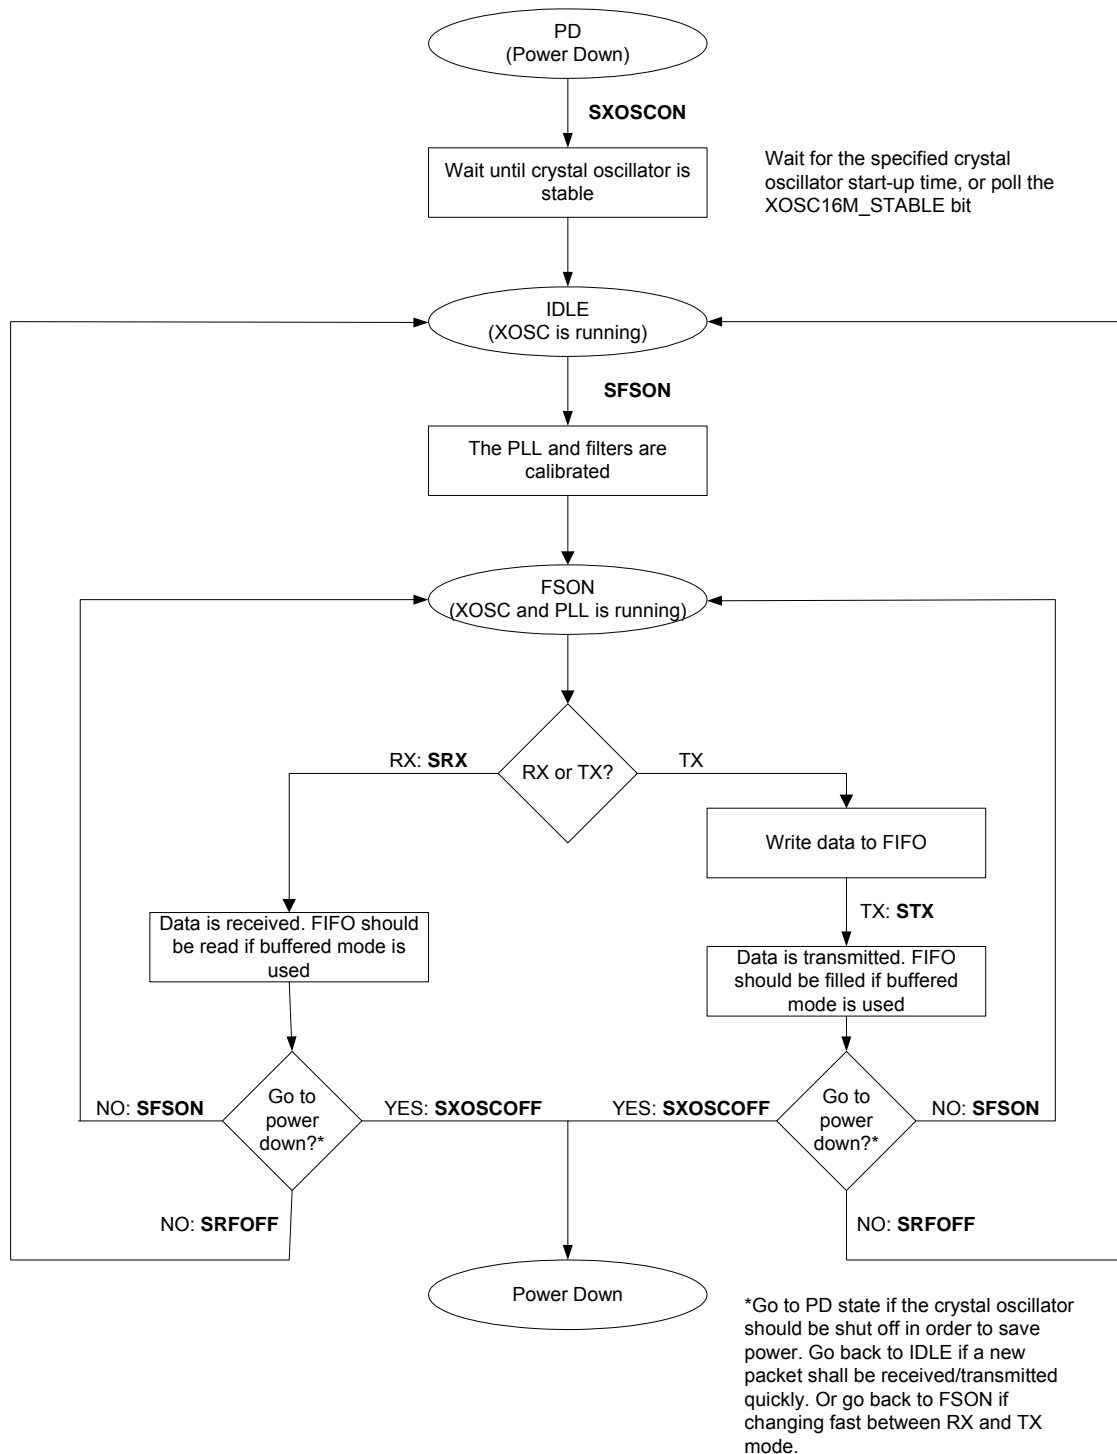 PD
(Power Down)
SXOSCON
Wait until crystal oscillator is
stable
Wait for the specified crystal
oscillator start-up time, or poll the
XOSC16M_STABLE bit
IDLE
(XOSC is running)
SFSON
The PLL and filters are
calibrated
FSON
(XOSC and PLL is running)
RX: SRX
RX or TX?
TX
Write data to FIFO
TX: STX
Data is received. FIFO should
be read if buffered mode is
used
Data is transmitted. FIFO
should be filled if buffered
mode is used
NO: SFSON
Go to
power
down?*
YES: SXOSCOFF
YES: SXOSCOFF
Go to
power
down?*
NO: SFSON
NO: SRFOFF
NO: SRFOFF
Power Down
*Go to PD state if the crystal oscillator
should be shut off in order to save
power. Go back to IDLE if a new
packet shall be received/transmitted
quickly. Or go back to FSON if
changing fast between RX and TX
mode.